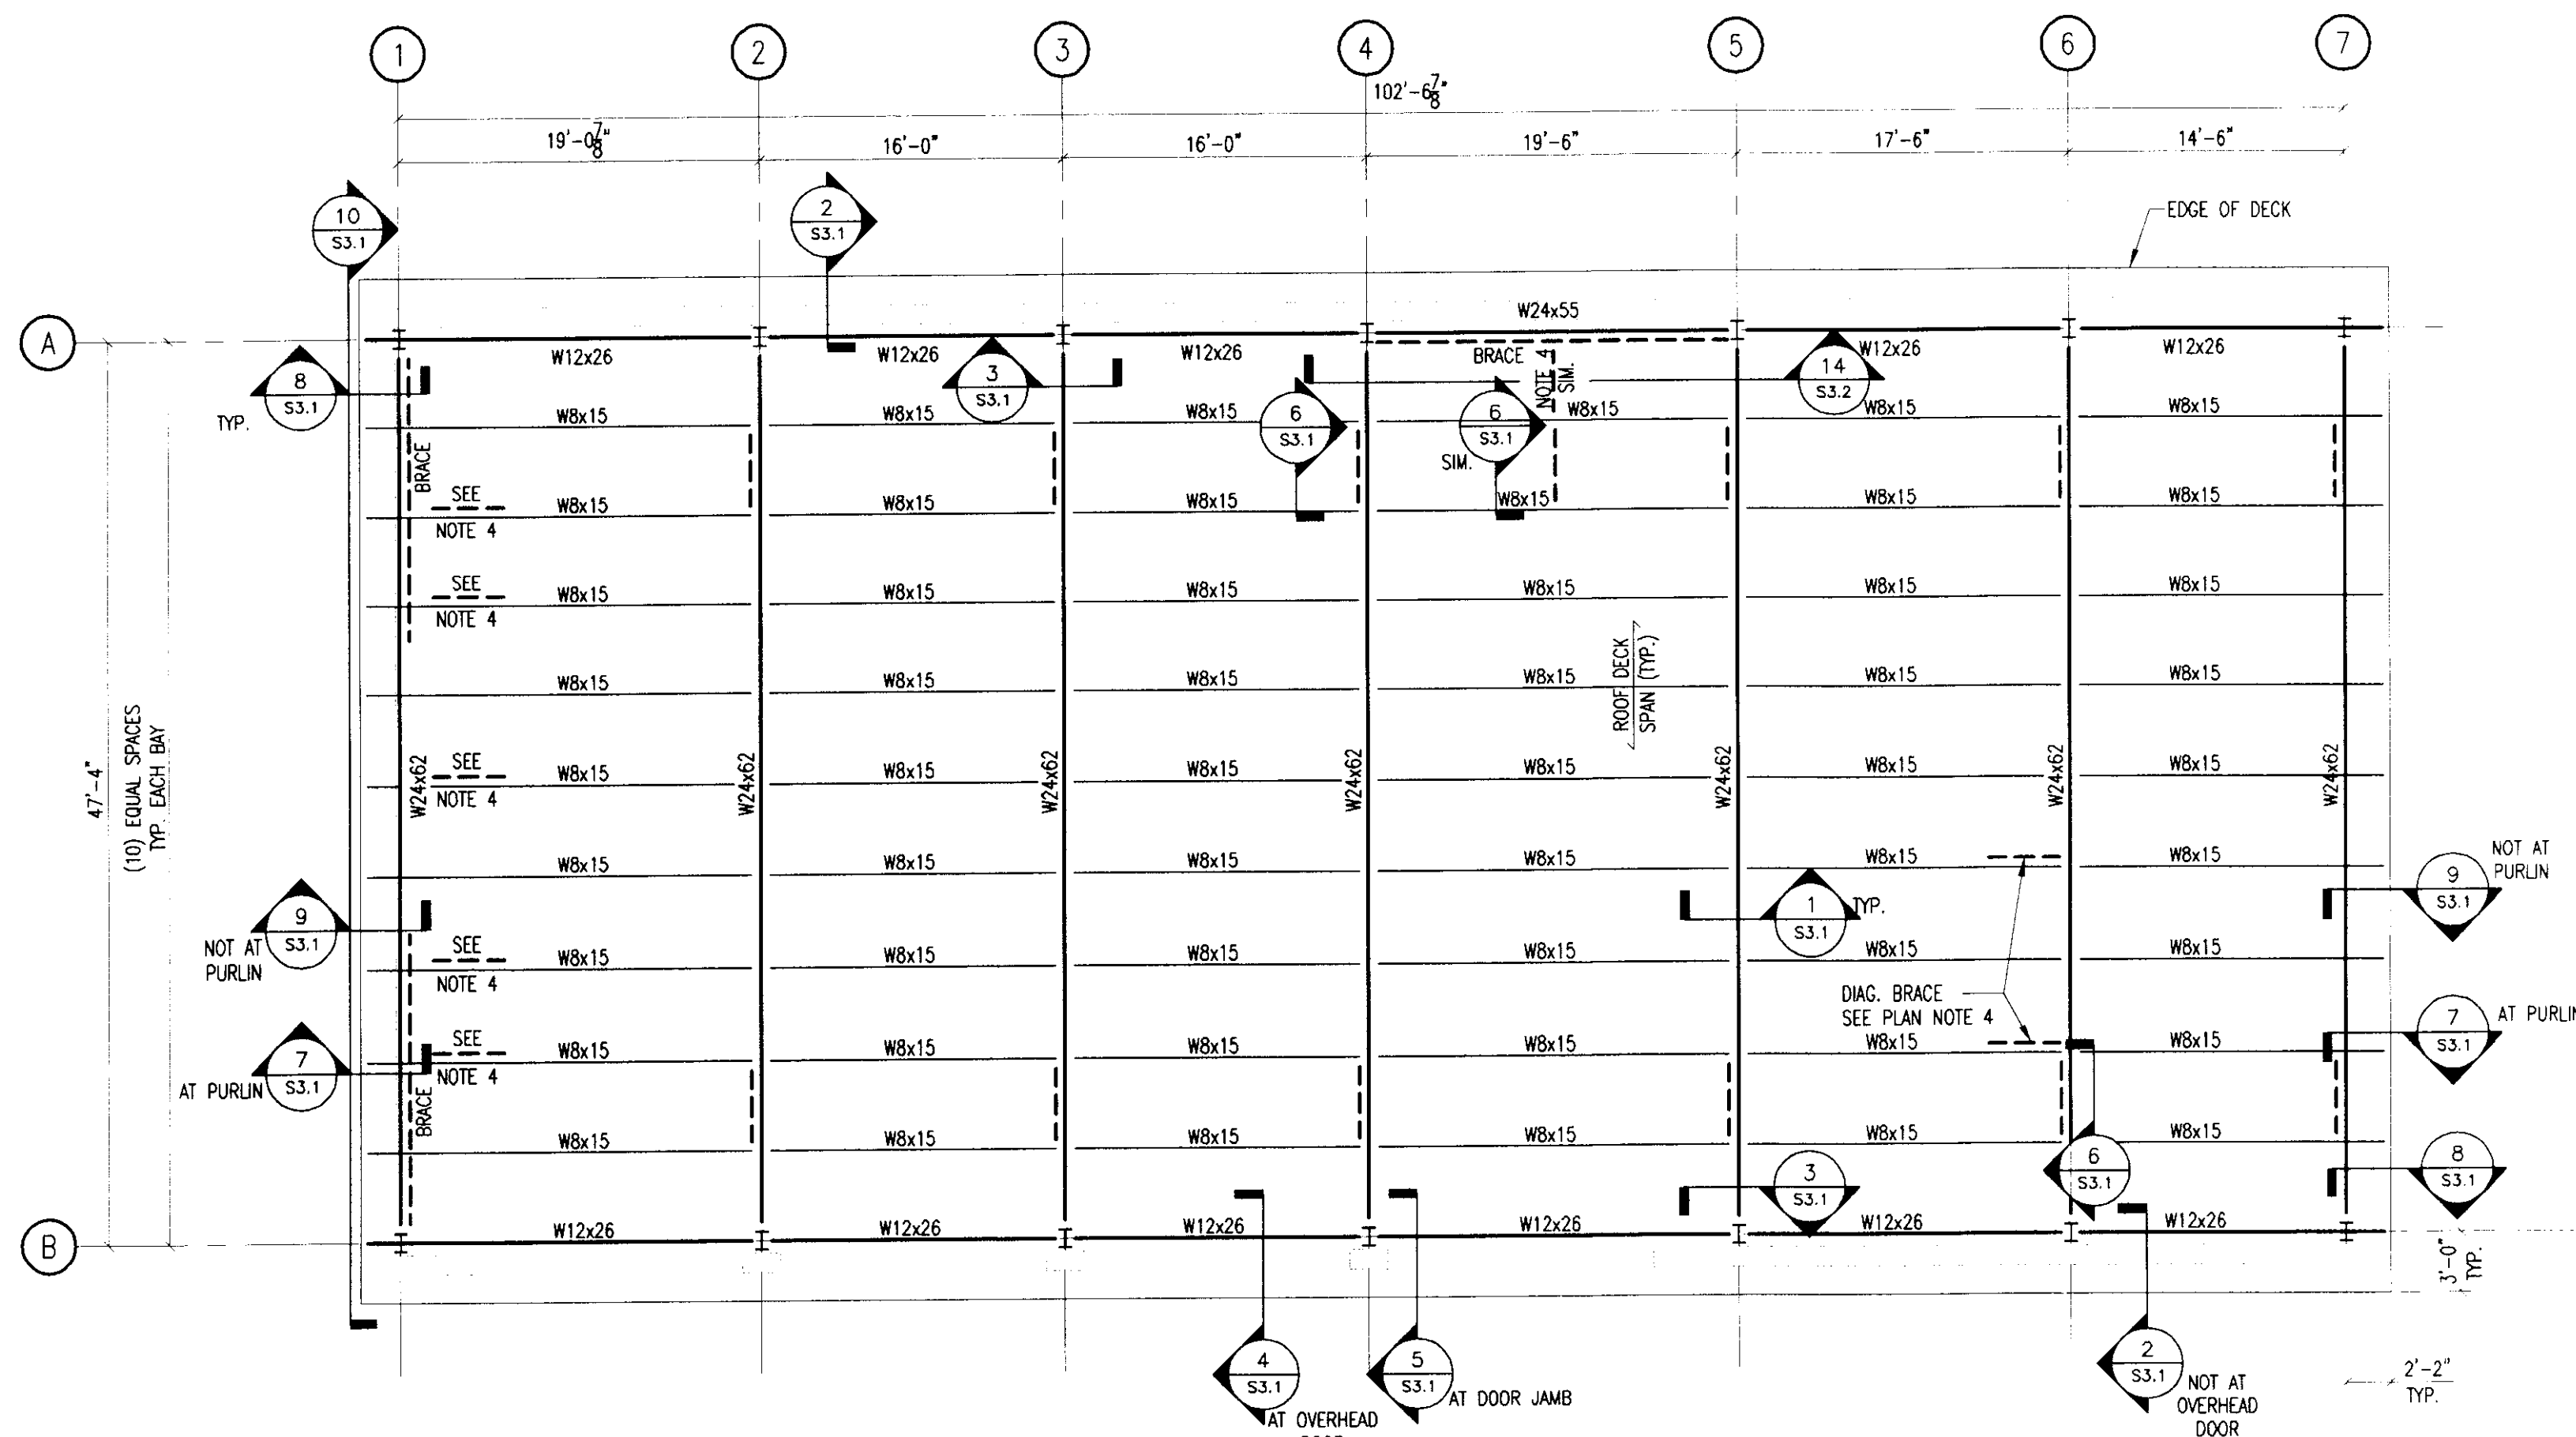 1 2 3 4 5 6 7
102'-6 7/8"
19'-0 7/8" 16'-0" 16'-0" 19'-6" 17'-6" 14'-6"
10
S3.1
2
S3.1
EDGE OF DECK
A
W24x55
W12x26 W12x26 W12x26 BRACE W12x26 W12x26
NOTE 4
SIM.
8
S3.1
TYP.
3
S3.1
14
S3.2
6
S3.1
6
S3.1
SIM.
W8x15 W8x15 W8x15 W8x15 W8x15 W8x15
BRACE
SEE
NOTE 4
W8x15 W8x15 W8x15 W8x15 W8x15 W8x15
SEE
NOTE 4
W8x15 W8x15 W8x15 W8x15 W8x15 W8x15
ROOF DECK
SPAN (TYP.)
W8x15 W8x15 W8x15 W8x15 W8x15 W8x15
47'-4"
(10) EQUAL SPACES
TYP. EACH BAY
SEE
NOTE 4
W8x15 W8x15 W8x15 W8x15 W8x15 W8x15
W24x62 W24x62 W24x62 W24x62 W24x62 W24x62 W24x62
W8x15 W8x15 W8x15 W8x15 W8x15 W8x15
9
S3.1
NOT AT
PURLIN
1
S3.1
TYP.
9
S3.1
NOT AT
PURLIN
SEE
NOTE 4
W8x15 W8x15 W8x15 W8x15 W8x15 W8x15
DIAG. BRACE
SEE PLAN NOTE 4
7
S3.1
AT PURLIN
7
S3.1
AT PURLIN
SEE
NOTE 4
W8x15 W8x15 W8x15 W8x15 W8x15 W8x15
BRACE
W8x15 W8x15 W8x15 W8x15 W8x15 W8x15
3
S3.1
6
S3.1
8
S3.1
B
W12x26 W12x26 W12x26 W12x26 W12x26 W12x26
3'-0"
TYP.
4
S3.1
AT OVERHEAD
5
S3.1
AT DOOR JAMB
2
S3.1
NOT AT
OVERHEAD
DOOR
2'-2"
TYP.